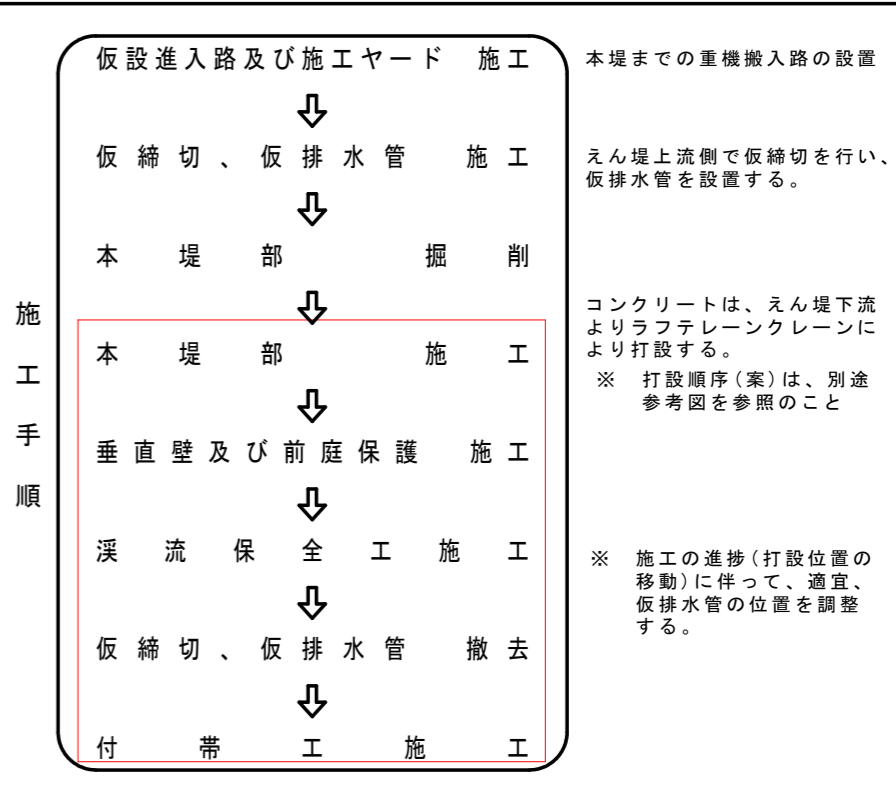 施工手順
仮設進入路及び施工ヤード 施工
本堤までの重機搬入路の設置
仮締切、仮排水管 施工
えん堤上流側で仮締切を行い、
仮排水管を設置する。
本堤部 掘削
本堤部 施工
コンクリートは、えん堤下流
よりラフテレーンクレーンに
より打設する。
※ 打設順序(案)は、別途
参考図を参照のこと
垂直壁及び前庭保護 施工
渓流保全工施工
※ 施工の進捗(打設位置の
移動)に伴って、適宜、
仮排水管の位置を調整
する。
仮締切、仮排水管 撤去
付帯工施工